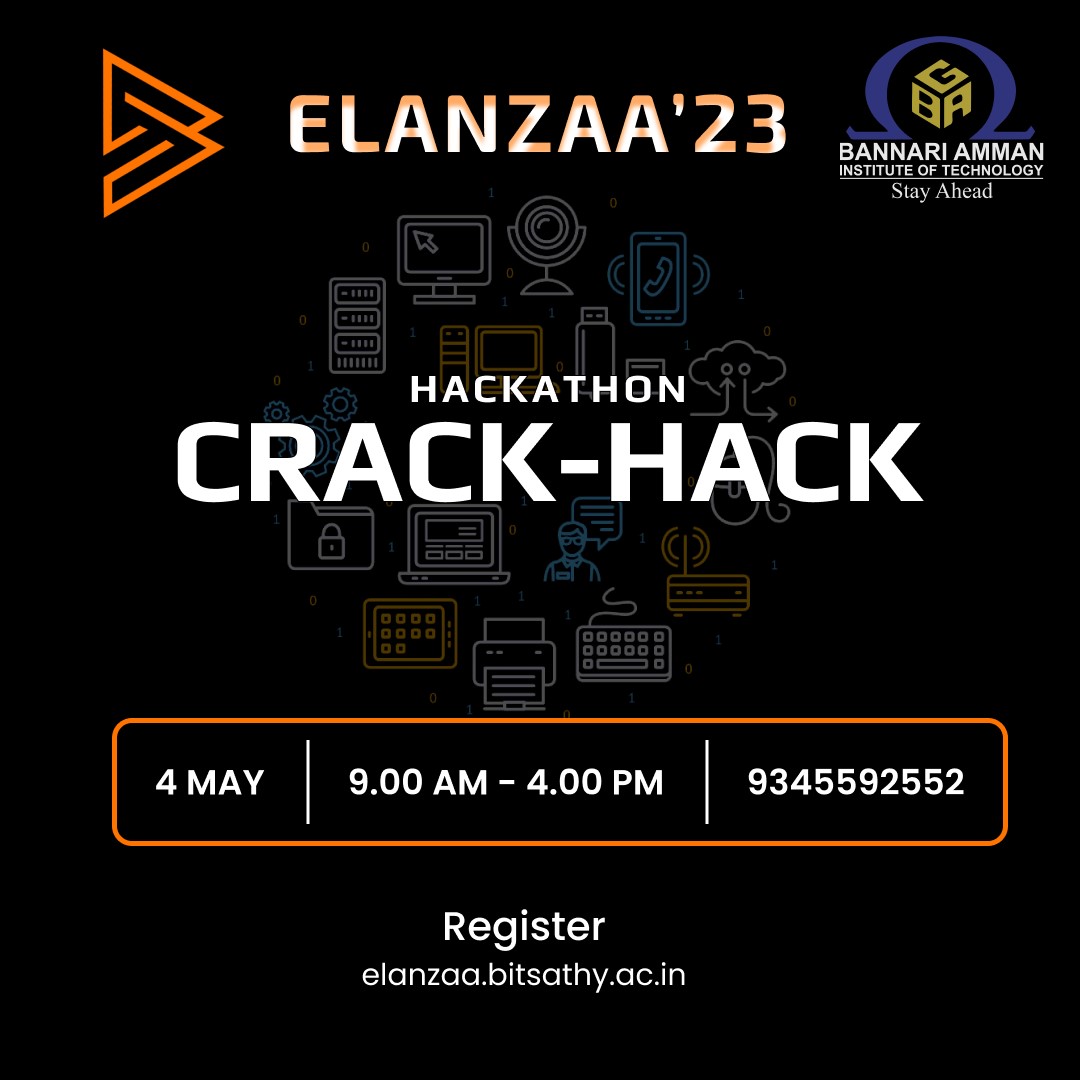 ELANZAA'23
GBA
BANNARI AMMAN
INSTITUTE OF TECHNOLOGY
Stay Ahead
HACKATHON
CRACK-HACK
4 MAY
9.00 AM - 4.00 PM
9345592552
Register
elanzaa.bitsathy.ac.in